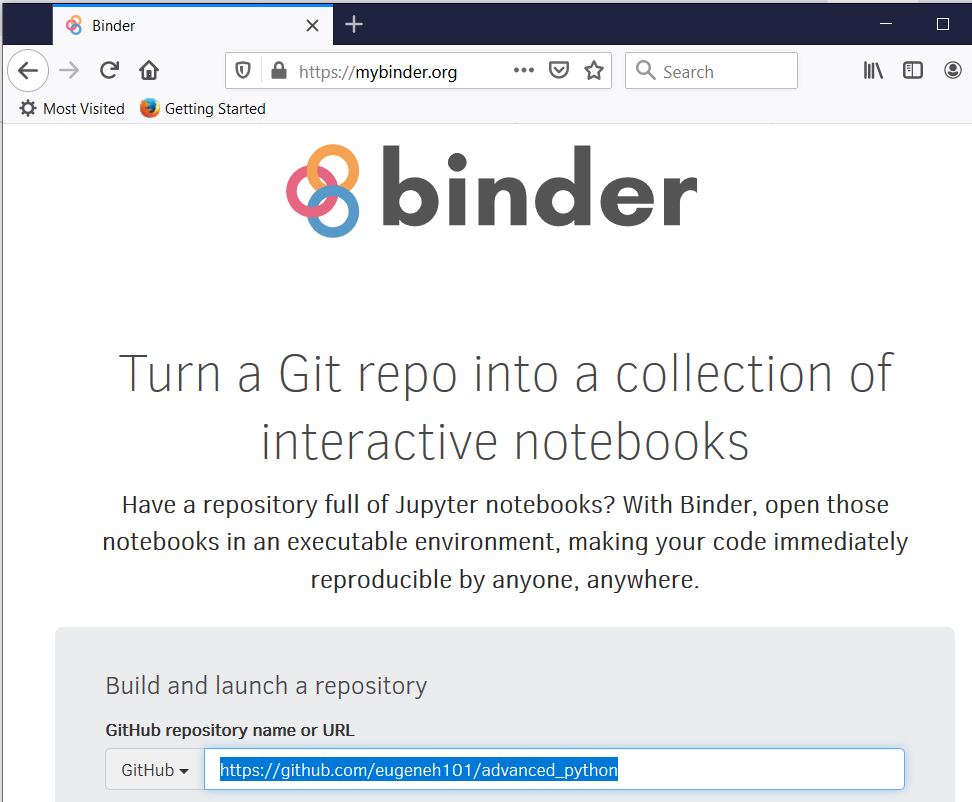 Binder
https://mybinder.org
Search
Most Visited
Getting Started
binder
Turn a Git repo into a collection of
interactive notebooks
Have a repository full of Jupyter notebooks? With Binder, open those
notebooks in an executable environment, making your code immediately
reproducible by anyone, anywhere.
Build and launch a repository
GitHub repository name or URL
GitHub
https://github.com/eugeneh101/advanced_python